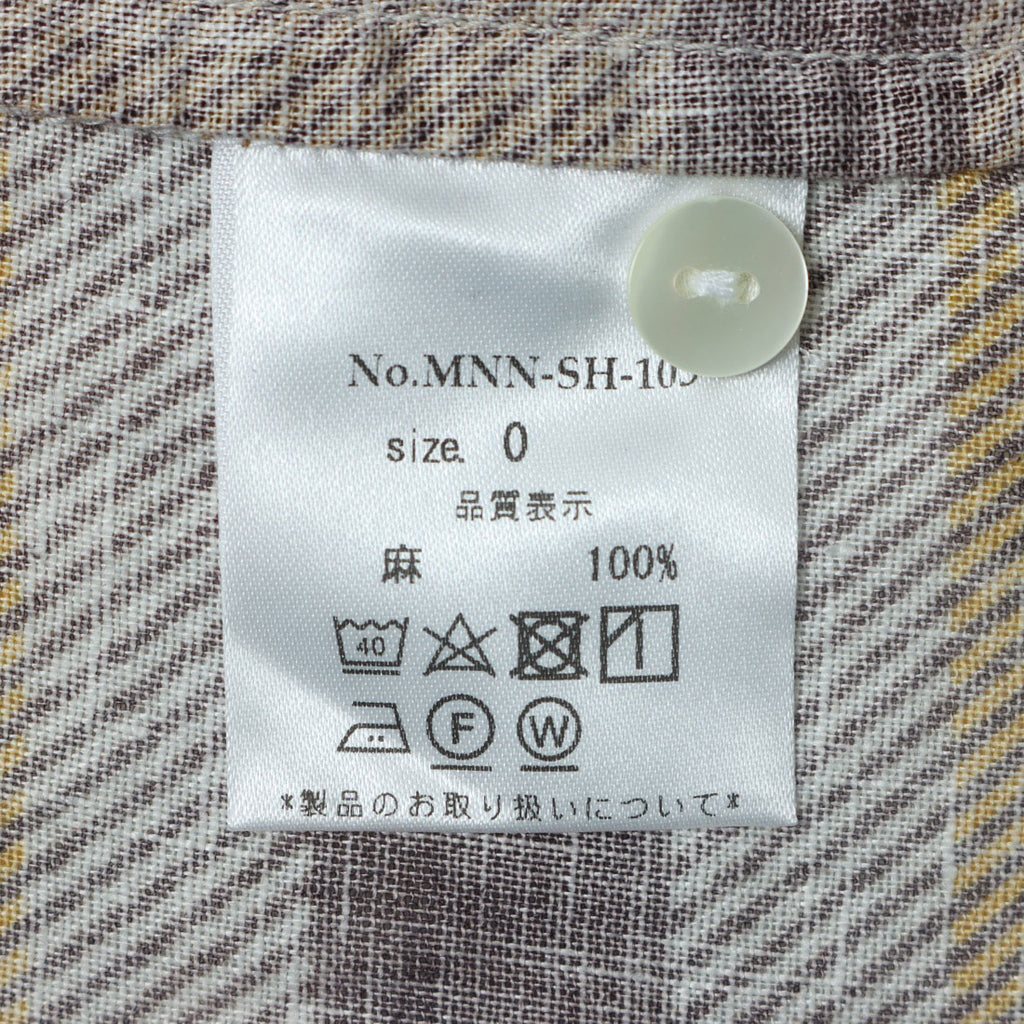 No.MNN-SH-10
size. 0
品質表示
麻 100%
40
F W
*製品のお取り扱いについて*